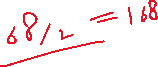 68/2 = 168